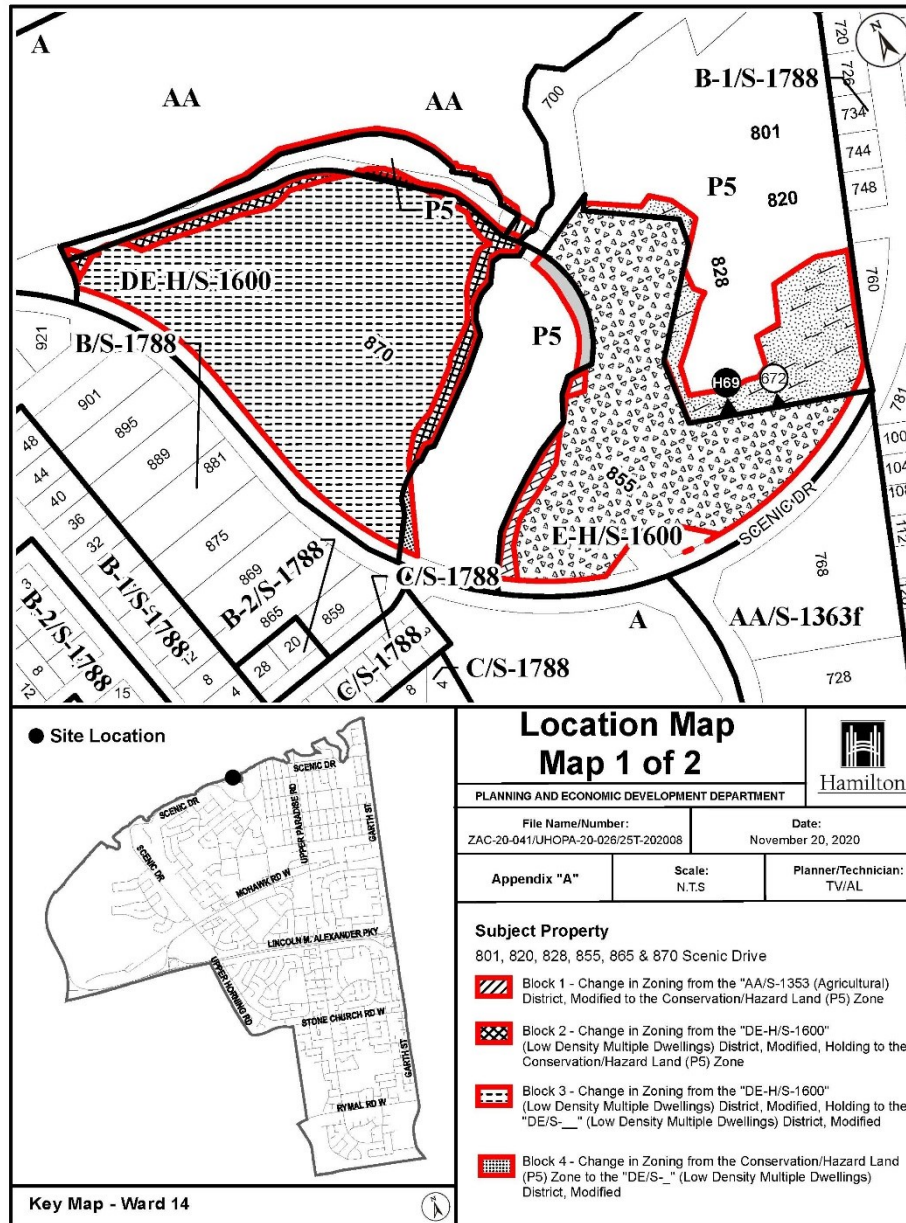 A
AA
AA
700
720
726
734
744
748
B-1/S-1788
801
P5
820
P5
828
760
DE-H/S-1600
B/S-1788
870
P5
H69
672
921
901
895
889
881
48
44
40
36
32
875
869
865
859
855
E-H/S-1600
SCENIC DR
781
100
104
108
112
768
B-2/S-1788
B-1/S-1788
B-2/S-1788
C/S-1788
C/S-1788
C/S-1788
A
AA/S-1363f
728
8
12
15
8
4
28
20
8
4
Site Location
SCENIC DR
SCENIC DR
SCENIC DR
UPPER PARADISE RD
GARTH ST
MOHAWK RD W
LINCOLN M. ALEXANDER PKY
UPPER HORNING RD
STONE CHURCH RD W
GARTH ST
RYMAL RD W
Key Map - Ward 14
N
Location Map
Map 1 of 2
Hamilton
PLANNING AND ECONOMIC DEVELOPMENT DEPARTMENT
File Name/Number:
ZAC-20-041/UHOPA-20-026/25T-202008
Date:
November 20, 2020
Appendix "A"
Scale:
N.T.S
Planner/Technician:
TV/AL
Subject Property
801, 820, 828, 855, 865 & 870 Scenic Drive
Block 1 - Change in Zoning from the "AA/S-1353 (Agricultural)
District, Modified to the Conservation/Hazard Land (P5) Zone
Block 2 - Change in Zoning from the "DE-H/S-1600"
(Low Density Multiple Dwellings) District, Modified, Holding to the
Conservation/Hazard Land (P5) Zone
Block 3 - Change in Zoning from the "DE-H/S-1600"
(Low Density Multiple Dwellings) District, Modified, Holding to the
"DE/S-__" (Low Density Multiple Dwellings) District, Modified
Block 4 - Change in Zoning from the Conservation/Hazard Land
(P5) Zone to the "DE/S-_" (Low Density Multiple Dwellings)
District, Modified